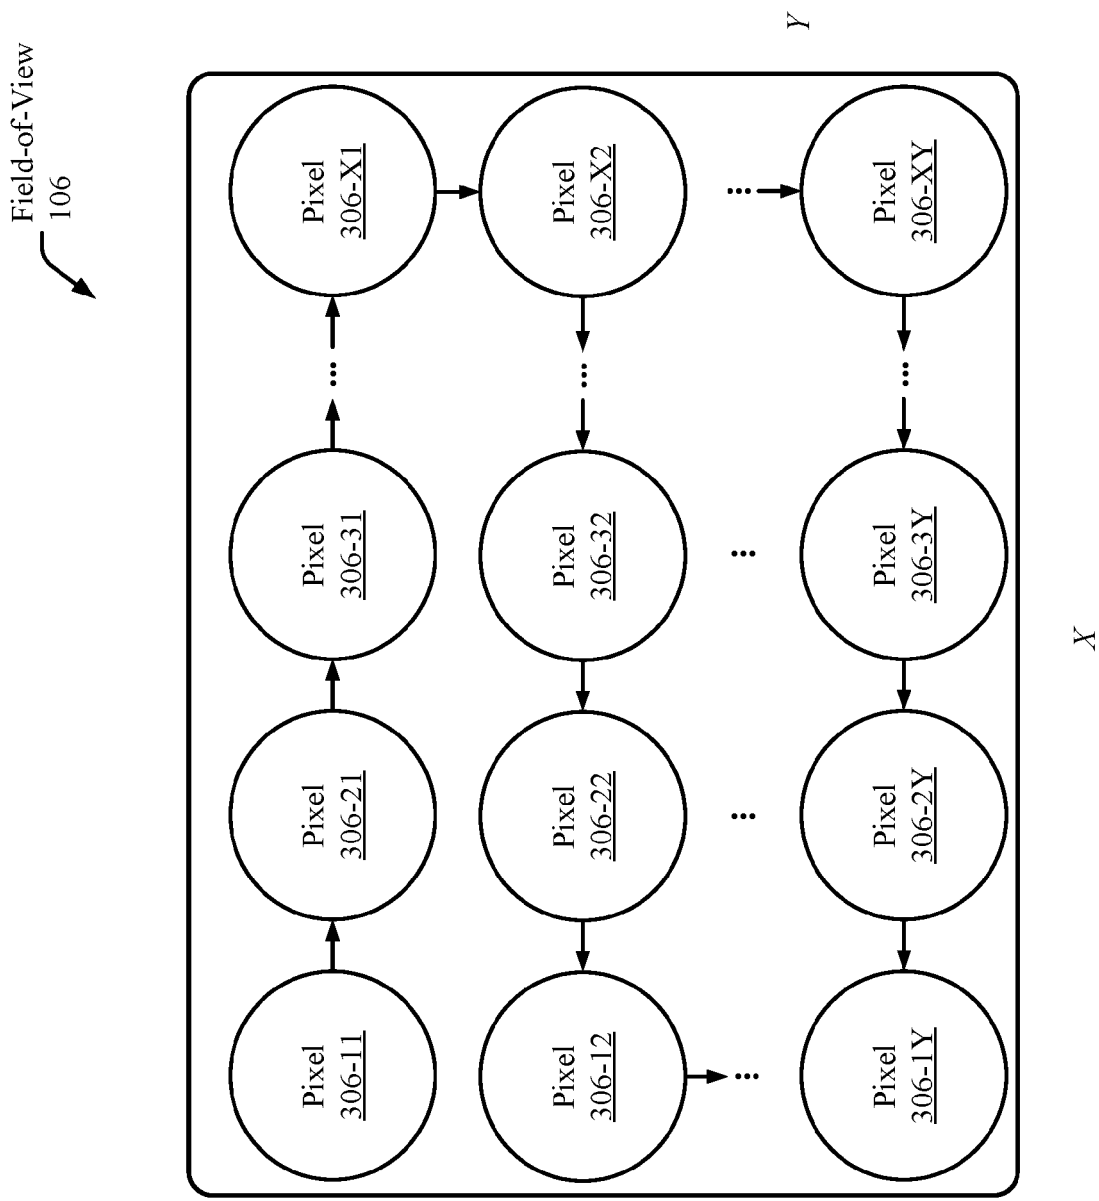 Field-of-View
106
Pixel
306-11
Pixel
306-21
Pixel
306-31
...
Pixel
306-X1
Pixel
306-12
Pixel
306-22
Pixel
306-32
...
Pixel
306-X2
...
...
...
...
Pixel
306-1Y
Pixel
306-2Y
Pixel
306-3Y
...
Pixel
306-XY
Y
X